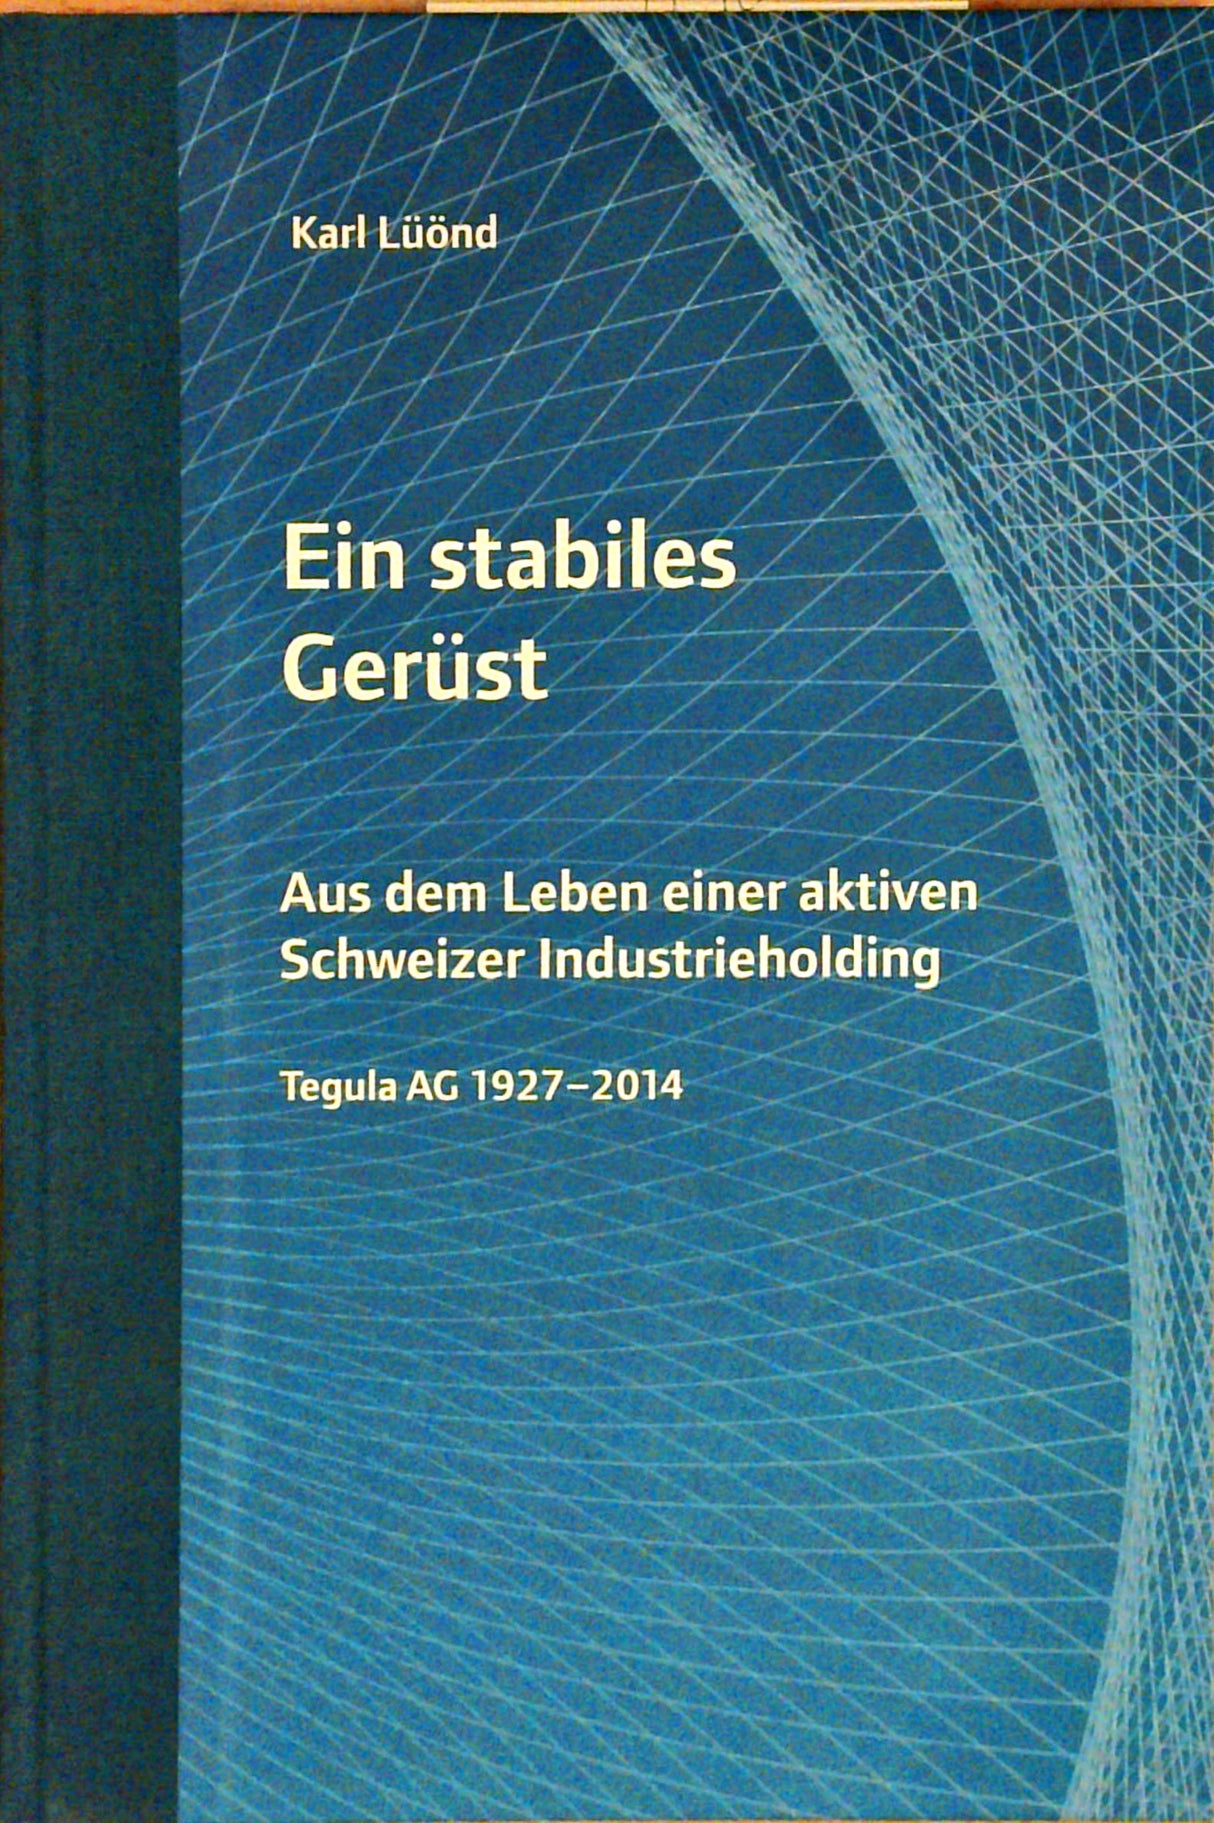 Karl Lüönd
Ein stabiles
Gerüst
Aus dem Leben einer aktiven
Schweizer Industrieholding
Tegula AG 1927–2014